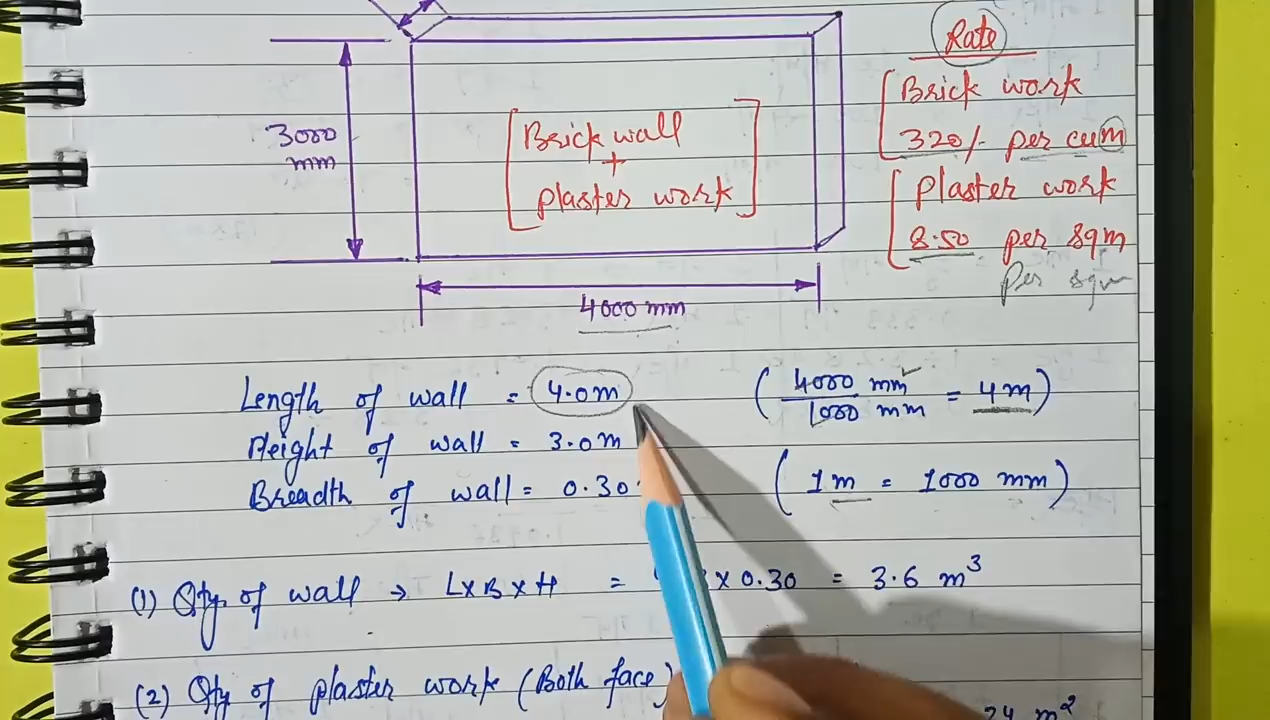 Rate
Brick work
320/- per cum
Plaster work
8.50 per sqm
per sqm
3000
mm
Brick wall
+
plaster work
4000 mm
Length of wall = 4.0m
(4000 mm / 1000 mm = 4m)
Height of wall = 3.0m
Breadth of wall = 0.30
(1m = 1000 mm)
(1) Qty. of wall → L×B×H = × 0.30 = 3.6 m³
(2) Qty of plaster work (Both face)
24 m²